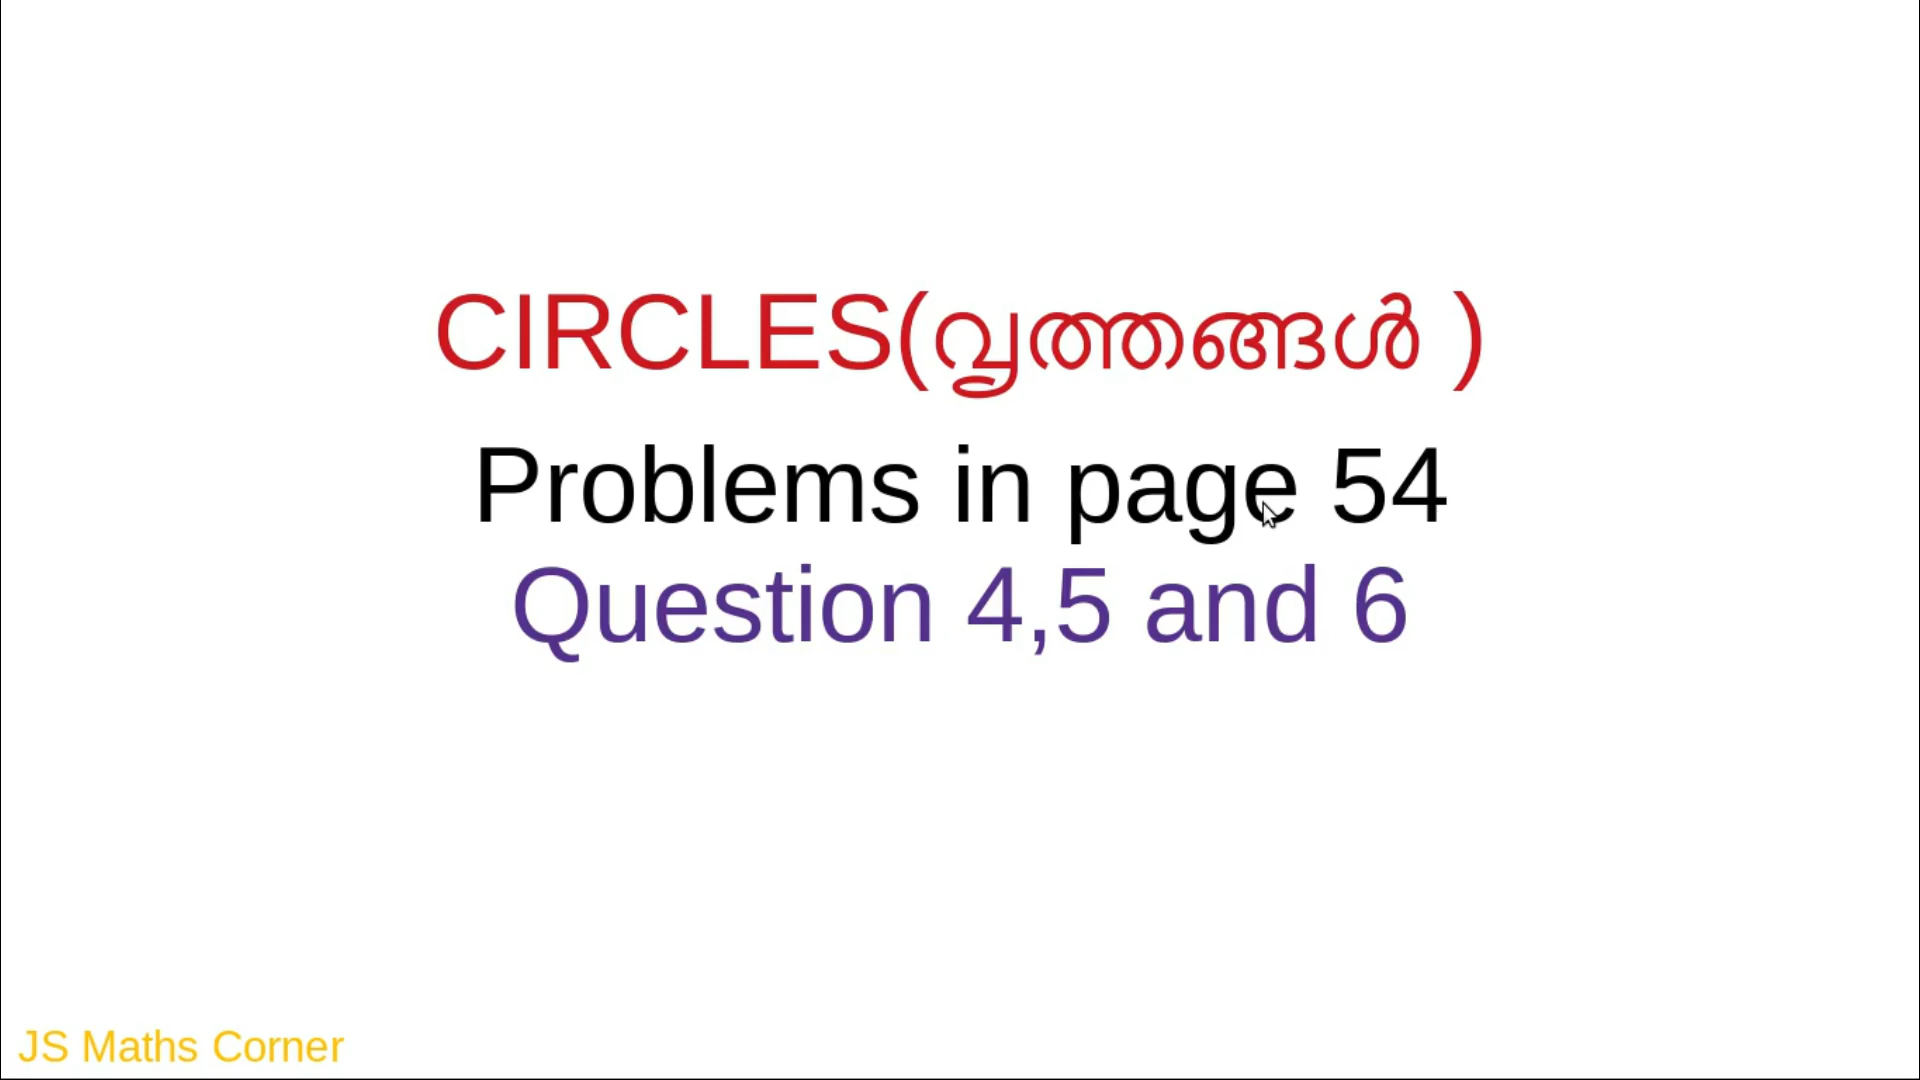 CIRCLES(വൃത്തങ്ങൾ )
Problems in page 54
Question 4,5 and 6
JS Maths Corner